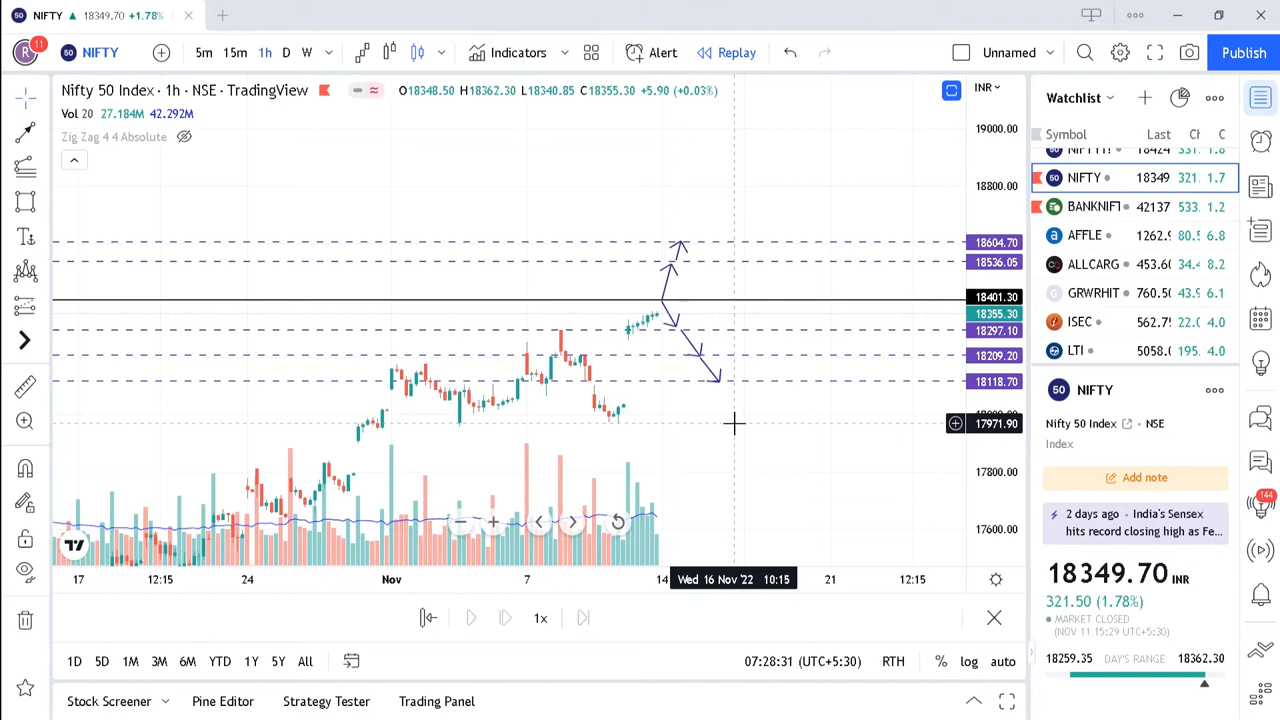 50 NIFTY ▲ 18349.70 +1.78% /
R 11 50 NIFTY 5m 15m 1h D W Indicators Alert Replay Unnamed Publish
Nifty 50 Index · 1h · NSE · TradingView O18348.50 H18362.30 L18340.85 C18355.30 +5.90 (+0.03%)
Vol 20 27.184M 42.292M
Zig Zag 4 4 Absolute
INR
19000.00
18800.00
18604.70
18536.05
18401.30
18355.30
18297.10
18209.20
18118.70
17971.90
17800.00
17600.00
17 12:15 24 Nov 7 14 Wed 16 Nov '22 10:15 21 12:15
1x
1D 5D 1M 3M 6M YTD 1Y 5Y All 07:28:31 (UTC+5:30) RTH % log auto
Stock Screener Pine Editor Strategy Tester Trading Panel
Watchlist
Symbol Last Ch C
NIFTY1! 18424 331. 1.8
50 NIFTY 18349 321. 1.7
BANKNIFT 42137 533. 1.2
AFFLE 1262.9 80.5 6.8
ALLCARG 453.60 34.4 8.2
GRWRHIT 760.50 43.9 6.1
ISEC 562.75 22.0 4.0
LTI 5058.0 195. 4.0
50 NIFTY
Nifty 50 Index · NSE
Index
Add note
2 days ago · India's Sensex
hits record closing high as Fe...
18349.70 INR
321.50 (1.78%)
MARKET CLOSED
(NOV 11 15:29 UTC+5:30)
18259.35 DAY'S RANGE 18362.30
144